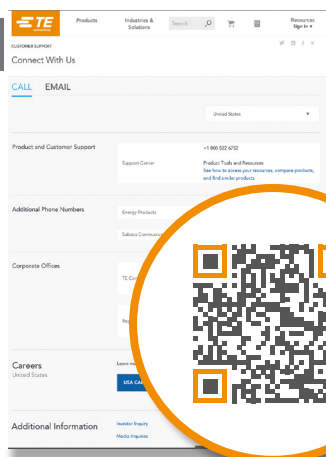 TE
Products
Industries &
Solutions
Search
Resources
Sign In
CUSTOMER SUPPORT
Connect With Us
CALL EMAIL
United States
Product and Customer Support
+1 800 522 6752
Support Center
Product Tools and Resources
See how to access your resources, compare products,
and find similar products
Additional Phone Numbers
Energy Products
Subsea Communic
Corporate Offices
TE Con
Careers
United States
Learn m
USA CA
Additional Information
Investor Inquiry
Media Inquiries